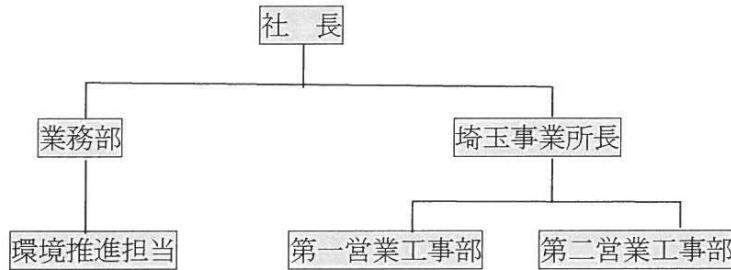 社　長
業務部
埼玉事業所長
環境推進担当
第一営業工事部
第二営業工事部